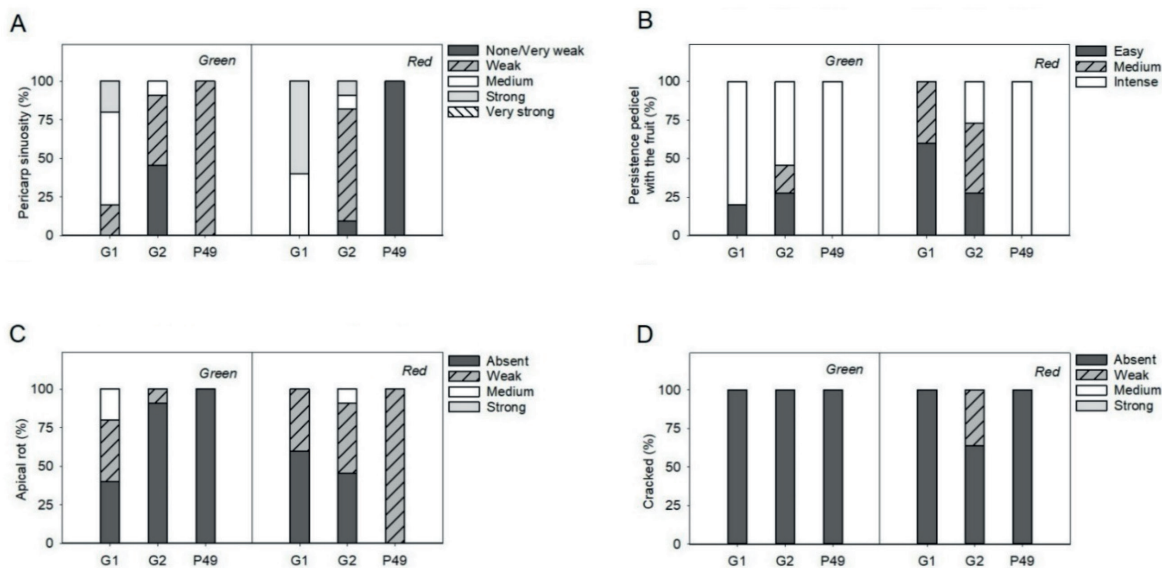 A
Green
Red
None/Very weak
Weak
Medium
Strong
Very strong
Pericarp sinuosity (%)
100
75
50
25
0
G1 G2 P49 G1 G2 P49
B
Green
Red
Easy
Medium
Intense
Persistence pedicel
with the fruit (%)
100
75
50
25
0
G1 G2 P49 G1 G2 P49
C
Green
Red
Absent
Weak
Medium
Strong
Apical rot (%)
100
75
50
25
0
G1 G2 P49 G1 G2 P49
D
Green
Red
Absent
Weak
Medium
Strong
Cracked (%)
100
75
50
25
0
G1 G2 P49 G1 G2 P49